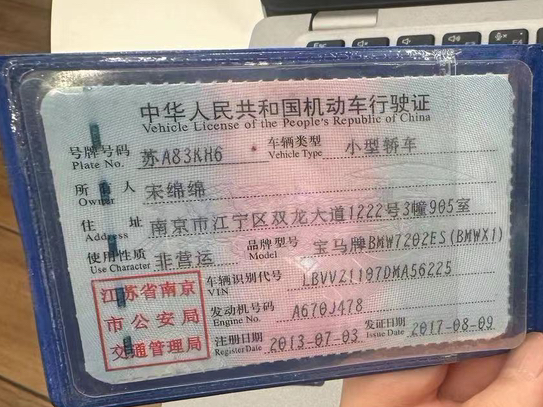 中华人民共和国机动车行驶证
Vehicle License of the People's Republic of China
号牌号码 Plate No. 苏A83KH6 车辆类型 Vehicle Type 小型轿车
所有人 Owner 宋绵绵
住址 Address 南京市江宁区双龙大道1222号3幢905室
使用性质 Use Character 非营运 品牌型号 Model 宝马牌BMW7202ES(BMWX1)
江苏省南京
市公安局
交通管理局
车辆识别代号 VIN LBVVZ1107DMA56225
发动机号码 Engine No. A670J478
注册日期 Register Date 2013-07-03 发证日期 Issue Date 2017-08-09